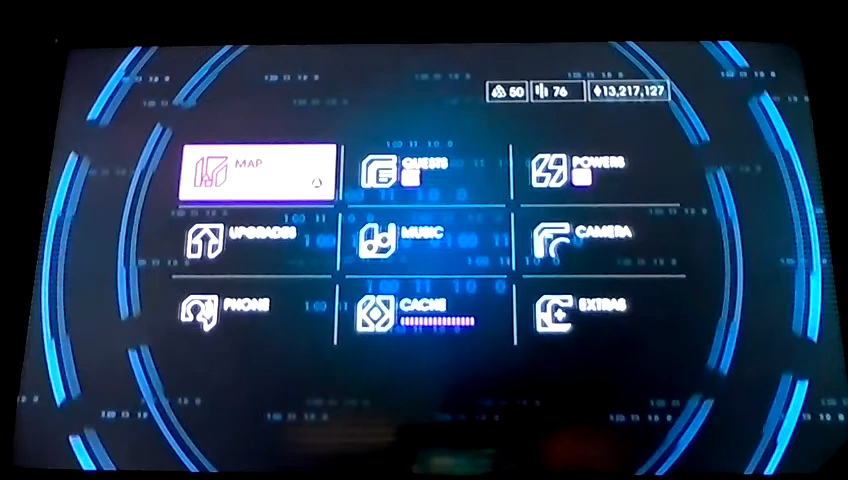 50 76 13,217,127
MAP QUESTS POWERS
UPGRADES MUSIC CAMERA
PHONE CACHE EXTRAS